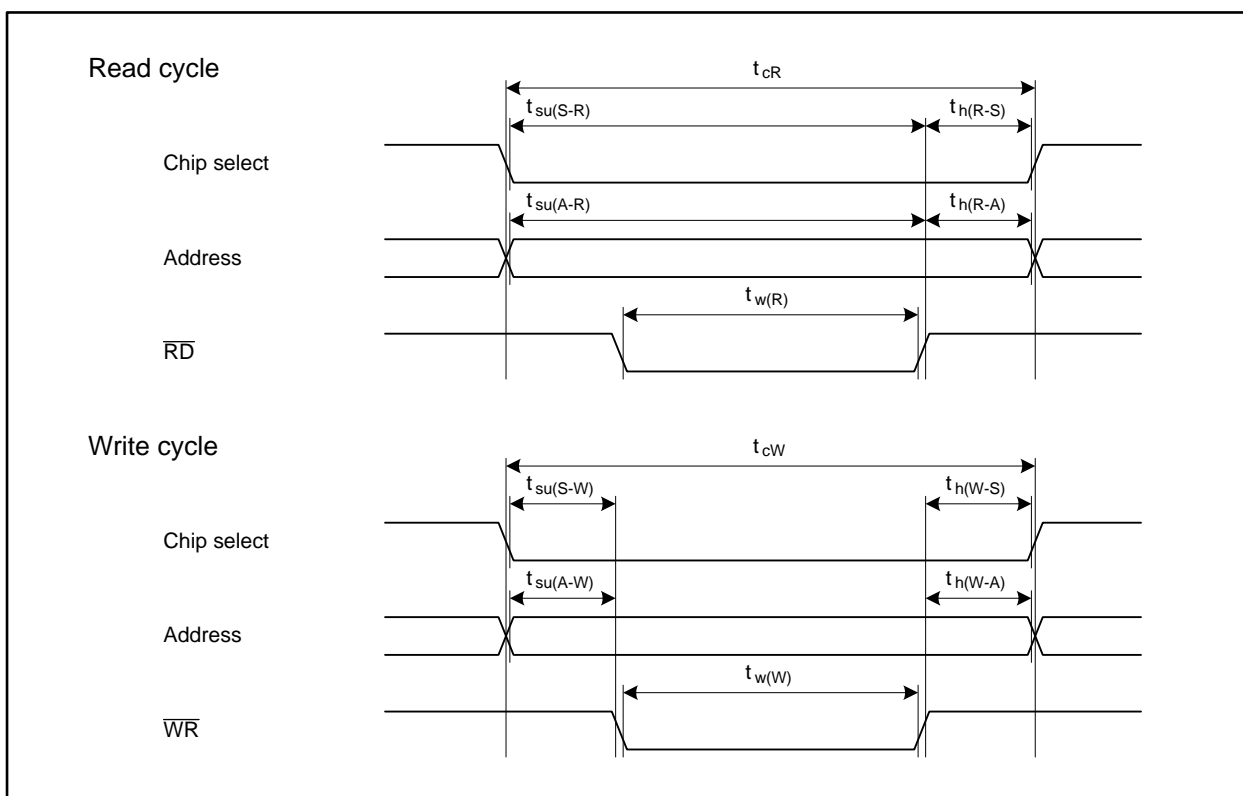 Read cycle
tcR
tsu(S-R) th(R-S)
Chip select
tsu(A-R) th(R-A)
Address
tw(R)
RD
Write cycle
tcW
tsu(S-W) th(W-S)
Chip select
tsu(A-W) th(W-A)
Address
tw(W)
WR